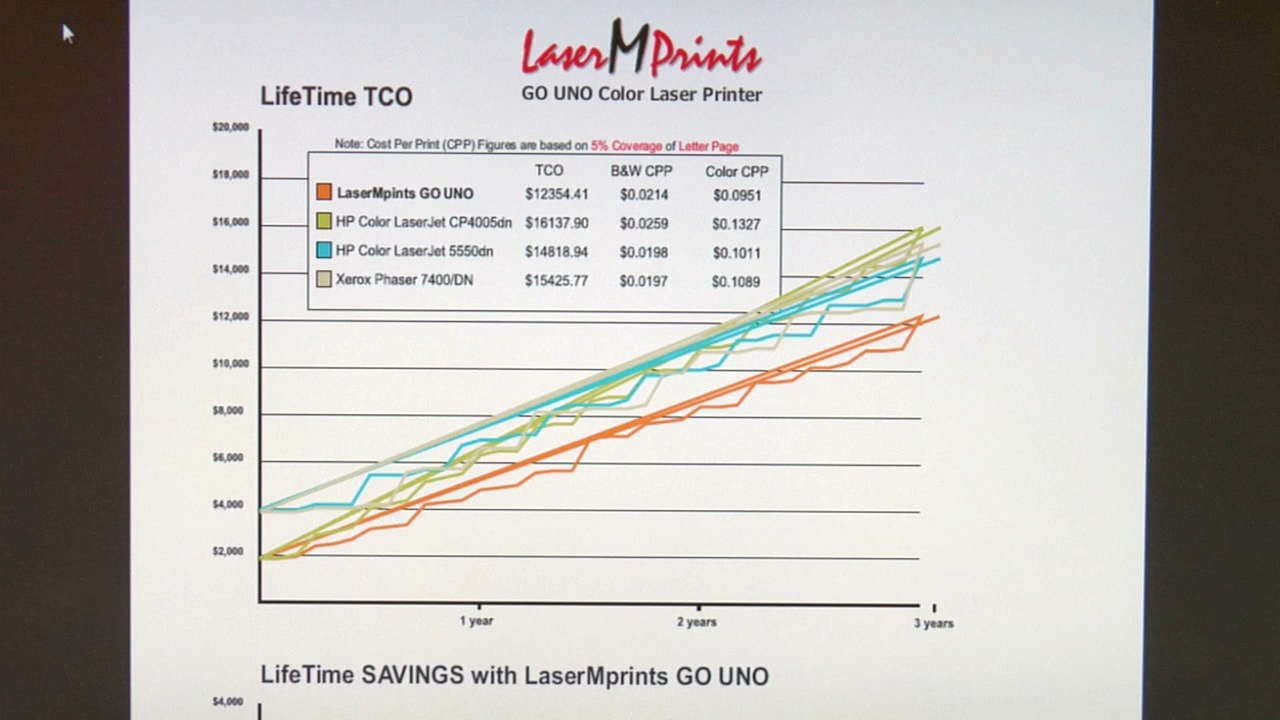 LaserMPrints
GO UNO Color Laser Printer
LifeTime TCO
$20,000
Note: Cost Per Print (CPP) Figures are based on 5% Coverage of Letter Page
TCO B&W CPP Color CPP
LaserMpints GO UNO $12354.41 $0.0214 $0.0951
HP Color LaserJet CP4005dn $16137.90 $0.0259 $0.1327
HP Color LaserJet 5550dn $14818.94 $0.0198 $0.1011
Xerox Phaser 7400/DN $15425.77 $0.0197 $0.1089
$18,000
$16,000
$14,000
$12,000
$10,000
$8,000
$6,000
$4,000
$2,000
1 year 2 years 3 years
LifeTime SAVINGS with LaserMprints GO UNO
$4,000